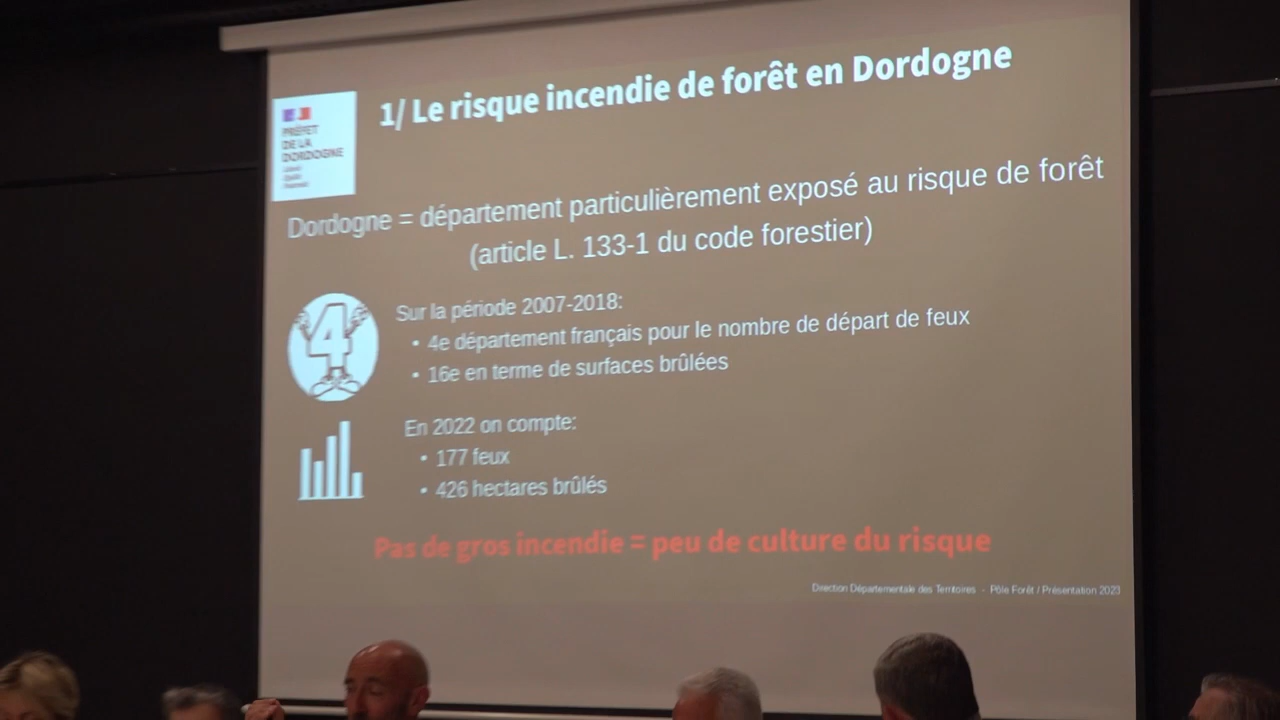 1/ Le risque incendie de forêt en Dordogne
PRÉFET
DE LA
DORDOGNE
Dordogne = département particulièrement exposé au risque de forêt
(article L. 133-1 du code forestier)
4
Sur la période 2007-2018:
• 4e département français pour le nombre de départ de feux
• 16e en terme de surfaces brûlées
En 2022 on compte:
• 177 feux
• 426 hectares brûlés
Pas de gros incendie = peu de culture du risque
Direction Départementale des Territoires - Pôle Forêt / Présentation 2023